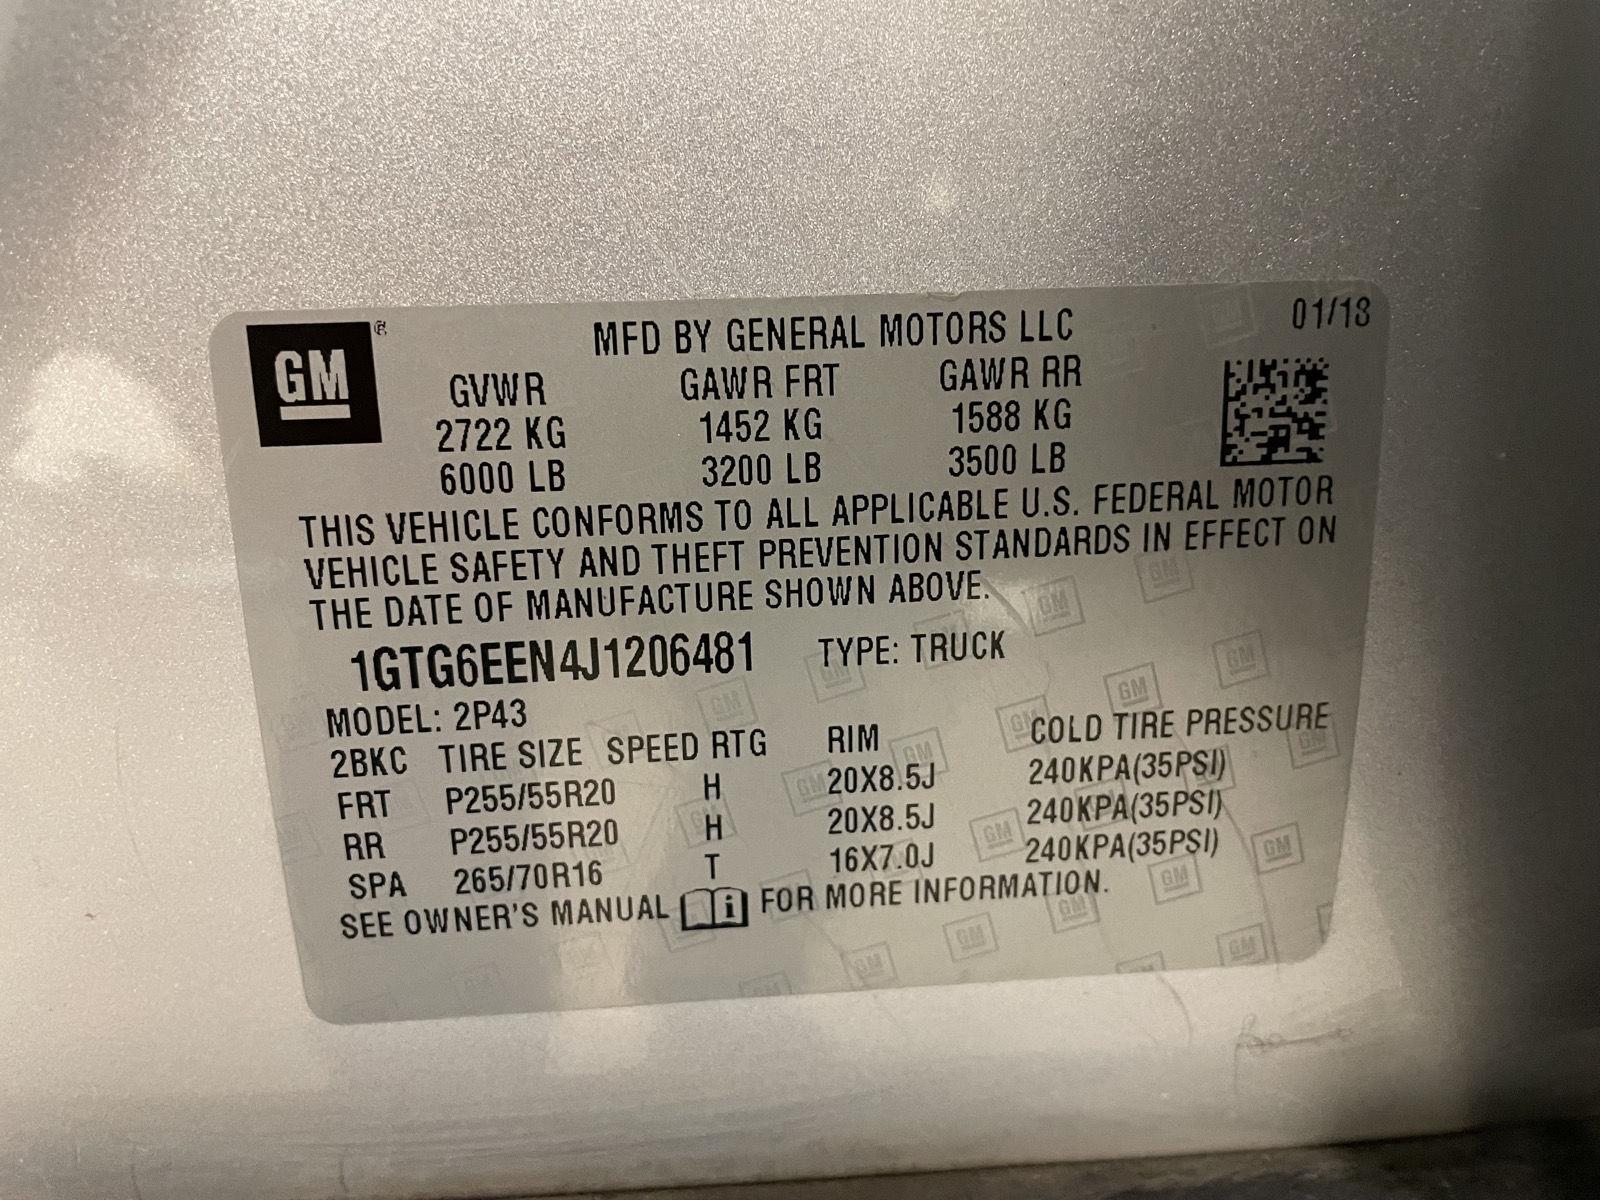 GM®
MFD BY GENERAL MOTORS LLC 01/18
GVWR GAWR FRT GAWR RR
2722 KG 1452 KG 1588 KG
6000 LB 3200 LB 3500 LB
THIS VEHICLE CONFORMS TO ALL APPLICABLE U.S. FEDERAL MOTOR
VEHICLE SAFETY AND THEFT PREVENTION STANDARDS IN EFFECT ON
THE DATE OF MANUFACTURE SHOWN ABOVE.
1GTG6EEN4J1206481 TYPE: TRUCK
MODEL: 2P43
2BKC TIRE SIZE SPEED RTG RIM COLD TIRE PRESSURE
FRT P255/55R20 H 20X8.5J 240KPA(35PSI)
RR P255/55R20 H 20X8.5J 240KPA(35PSI)
SPA 265/70R16 T 16X7.0J 240KPA(35PSI)
SEE OWNER'S MANUAL i FOR MORE INFORMATION.